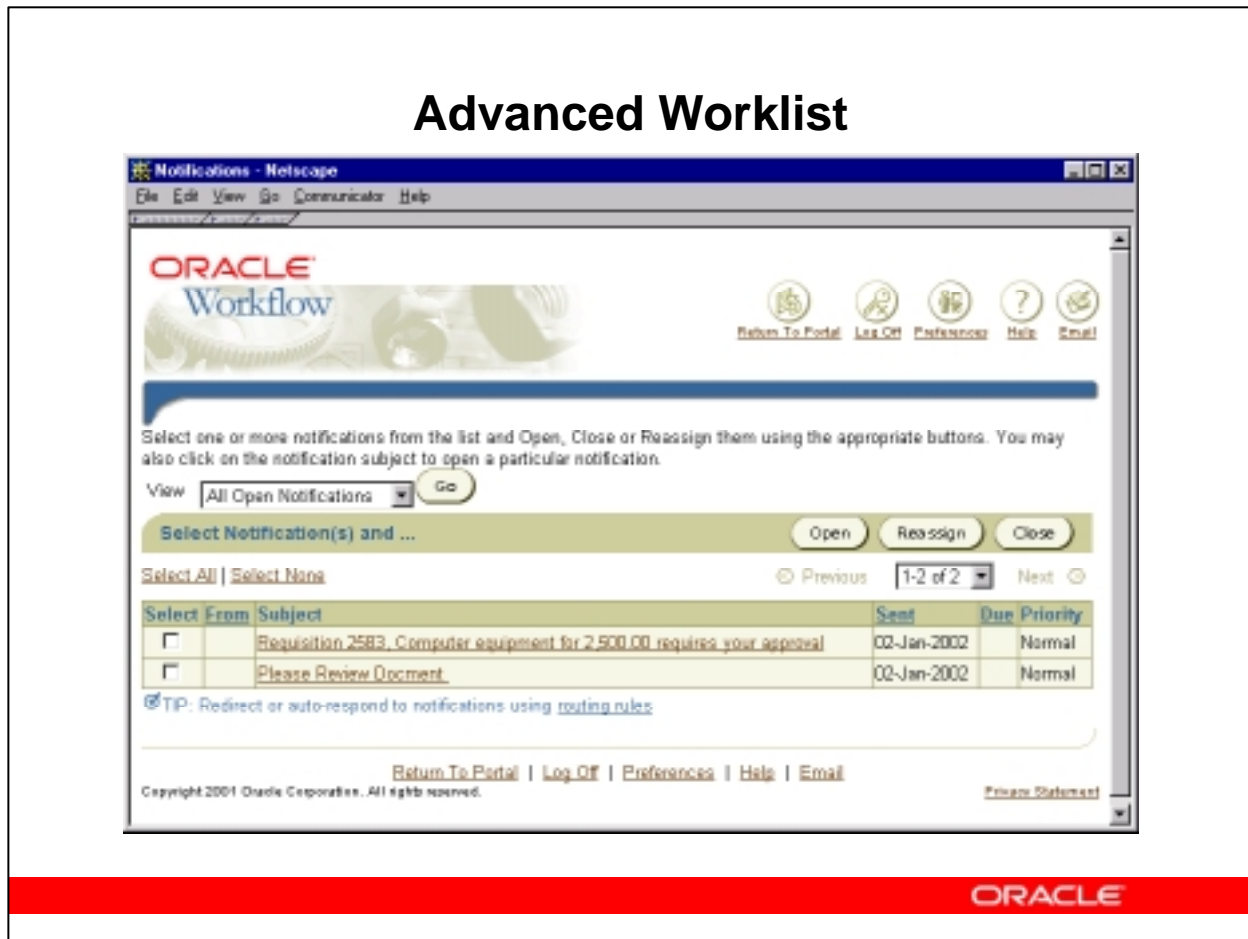 Advanced Worklist
Notifications - Netscape
File Edit View Go Communicator Help
ORACLE
Workflow
Return To Portal Log Off Preferences Help Email
Select one or more notifications from the list and Open, Close or Reassign them using the appropriate buttons. You may
also click on the notification subject to open a particular notification.
View All Open Notifications Go
Select Notification(s) and ... Open Reassign Close
Select All | Select None Previous 1-2 of 2 Next
Select From Subject Sent Due Priority
Requisition 2583, Computer equipment for 2,500.00 requires your approval 02-Jan-2002 Normal
Please Review Docment 02-Jan-2002 Normal
TIP: Redirect or auto-respond to notifications using routing rules
Return To Portal | Log Off | Preferences | Help | Email
Copyright 2001 Oracle Corporation. All rights reserved. Privacy Statement
ORACLE